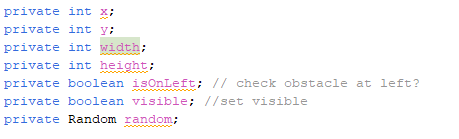 private int x;
private int y;
private int width;
private int height;
private boolean isOnLeft; // check obstacle at left?
private boolean visible; //set visible
private Random random;